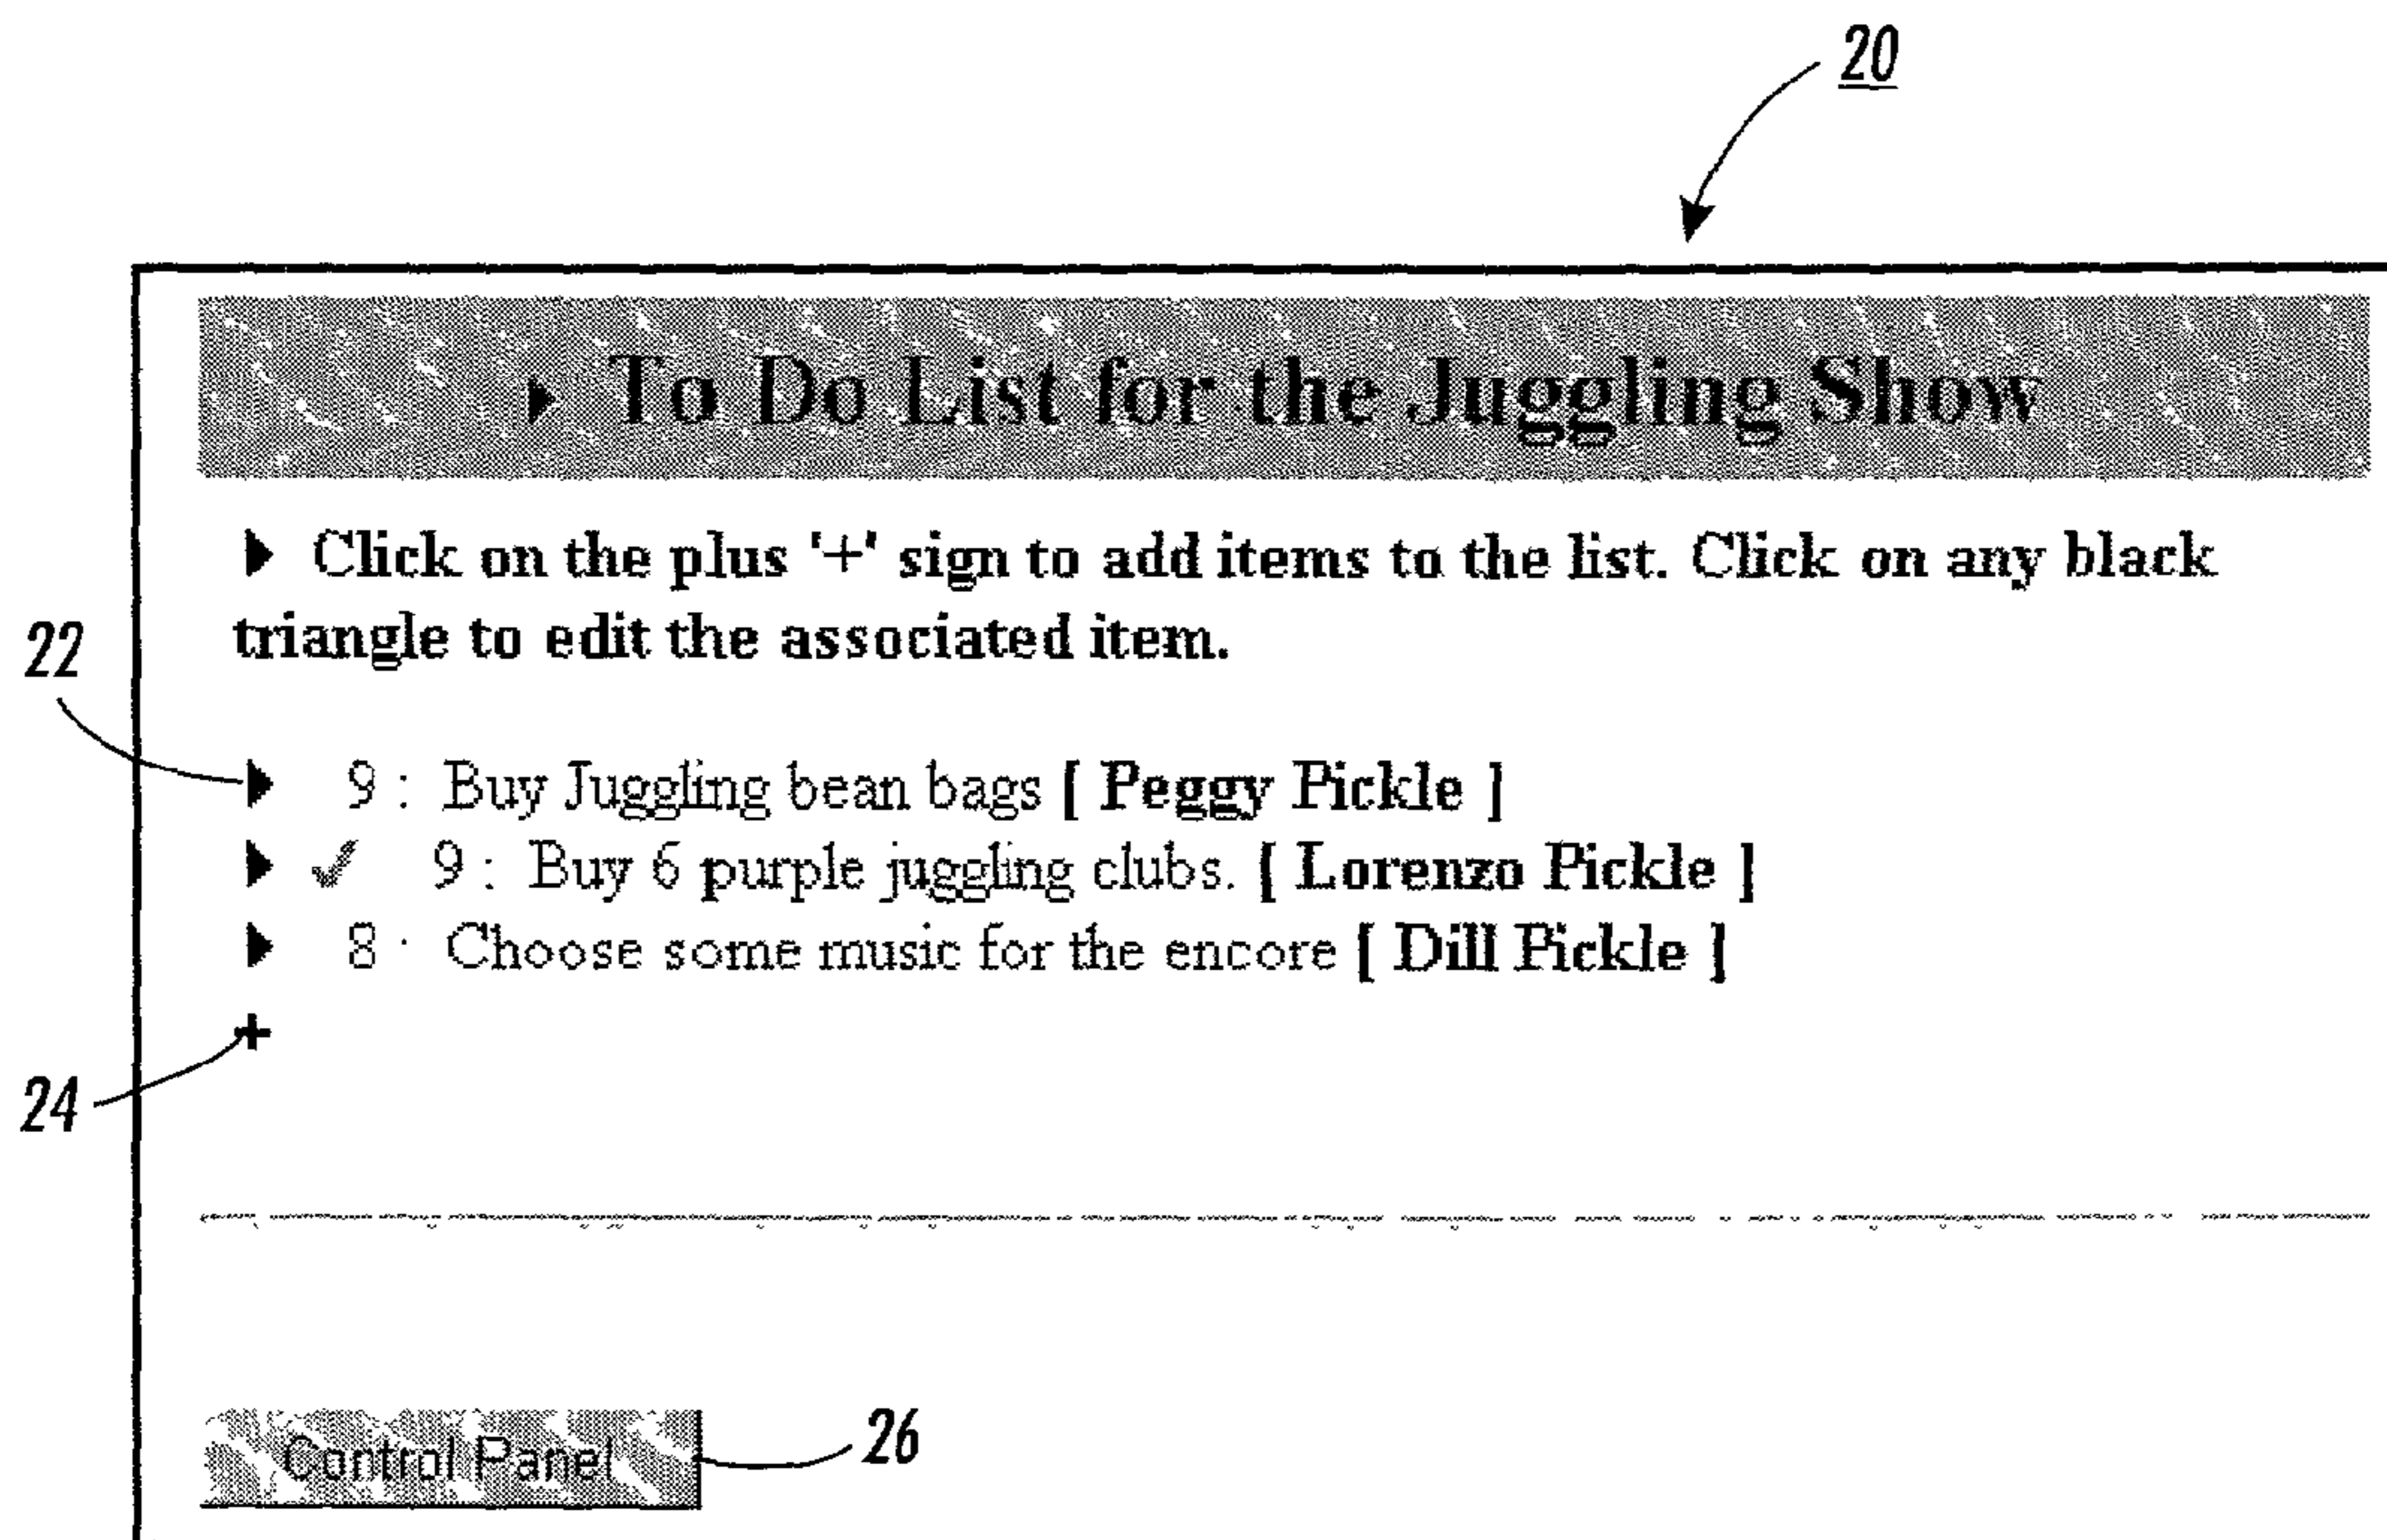 20
To Do List for the Juggling Show
Click on the plus '+' sign to add items to the list. Click on any black
triangle to edit the associated item.
22
9 : Buy Juggling bean bags [ Peggy Pickle ]
✓ 9 : Buy 6 purple juggling clubs. [ Lorenzo Pickle ]
8 : Choose some music for the encore [ Dill Pickle ]
+
24
Control Panel
26